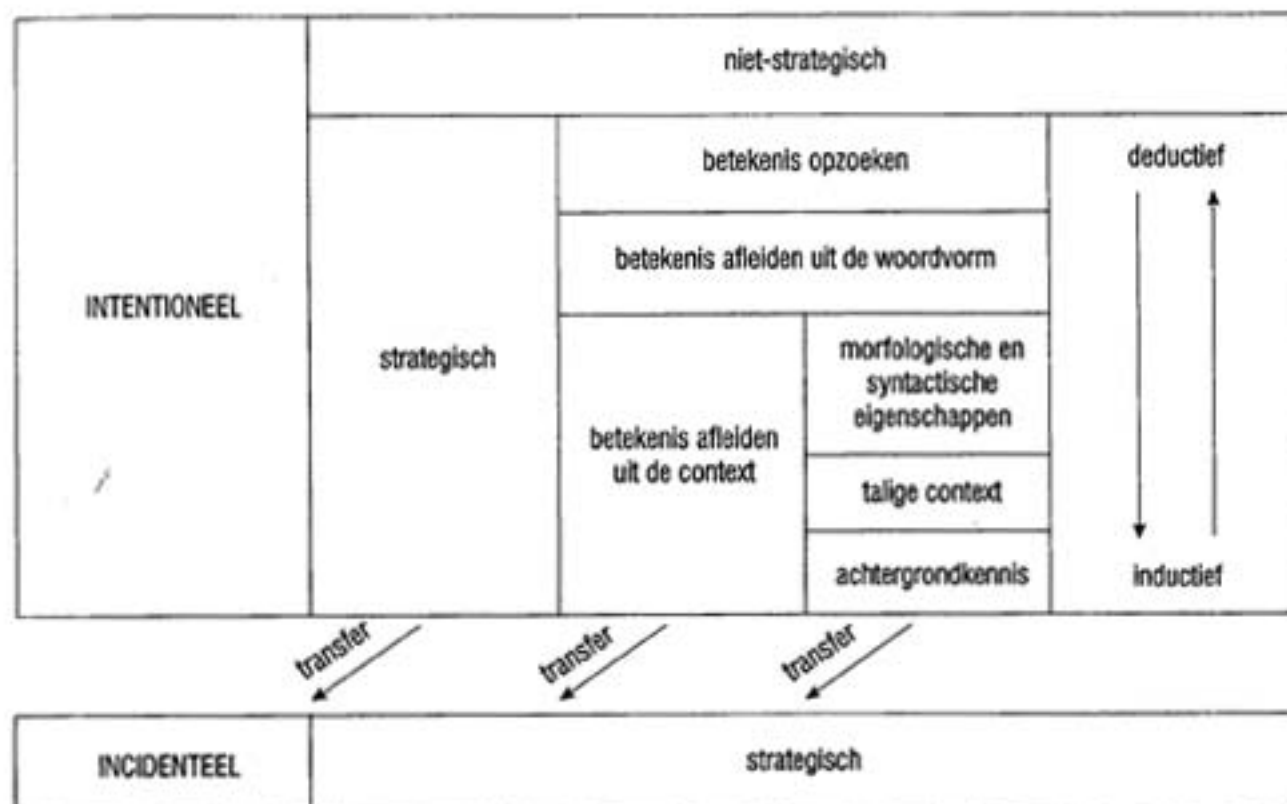 niet-strategisch
betekenis opzoeken
deductief
betekenis afleiden uit de woordvorm
INTENTIONEEL
strategisch
morfologische en
syntactische
eigenschappen
betekenis afleiden
uit de context
talige context
achtergrondkennis
inductief
transfer
transfer
transfer
INCIDENTEEL
strategisch